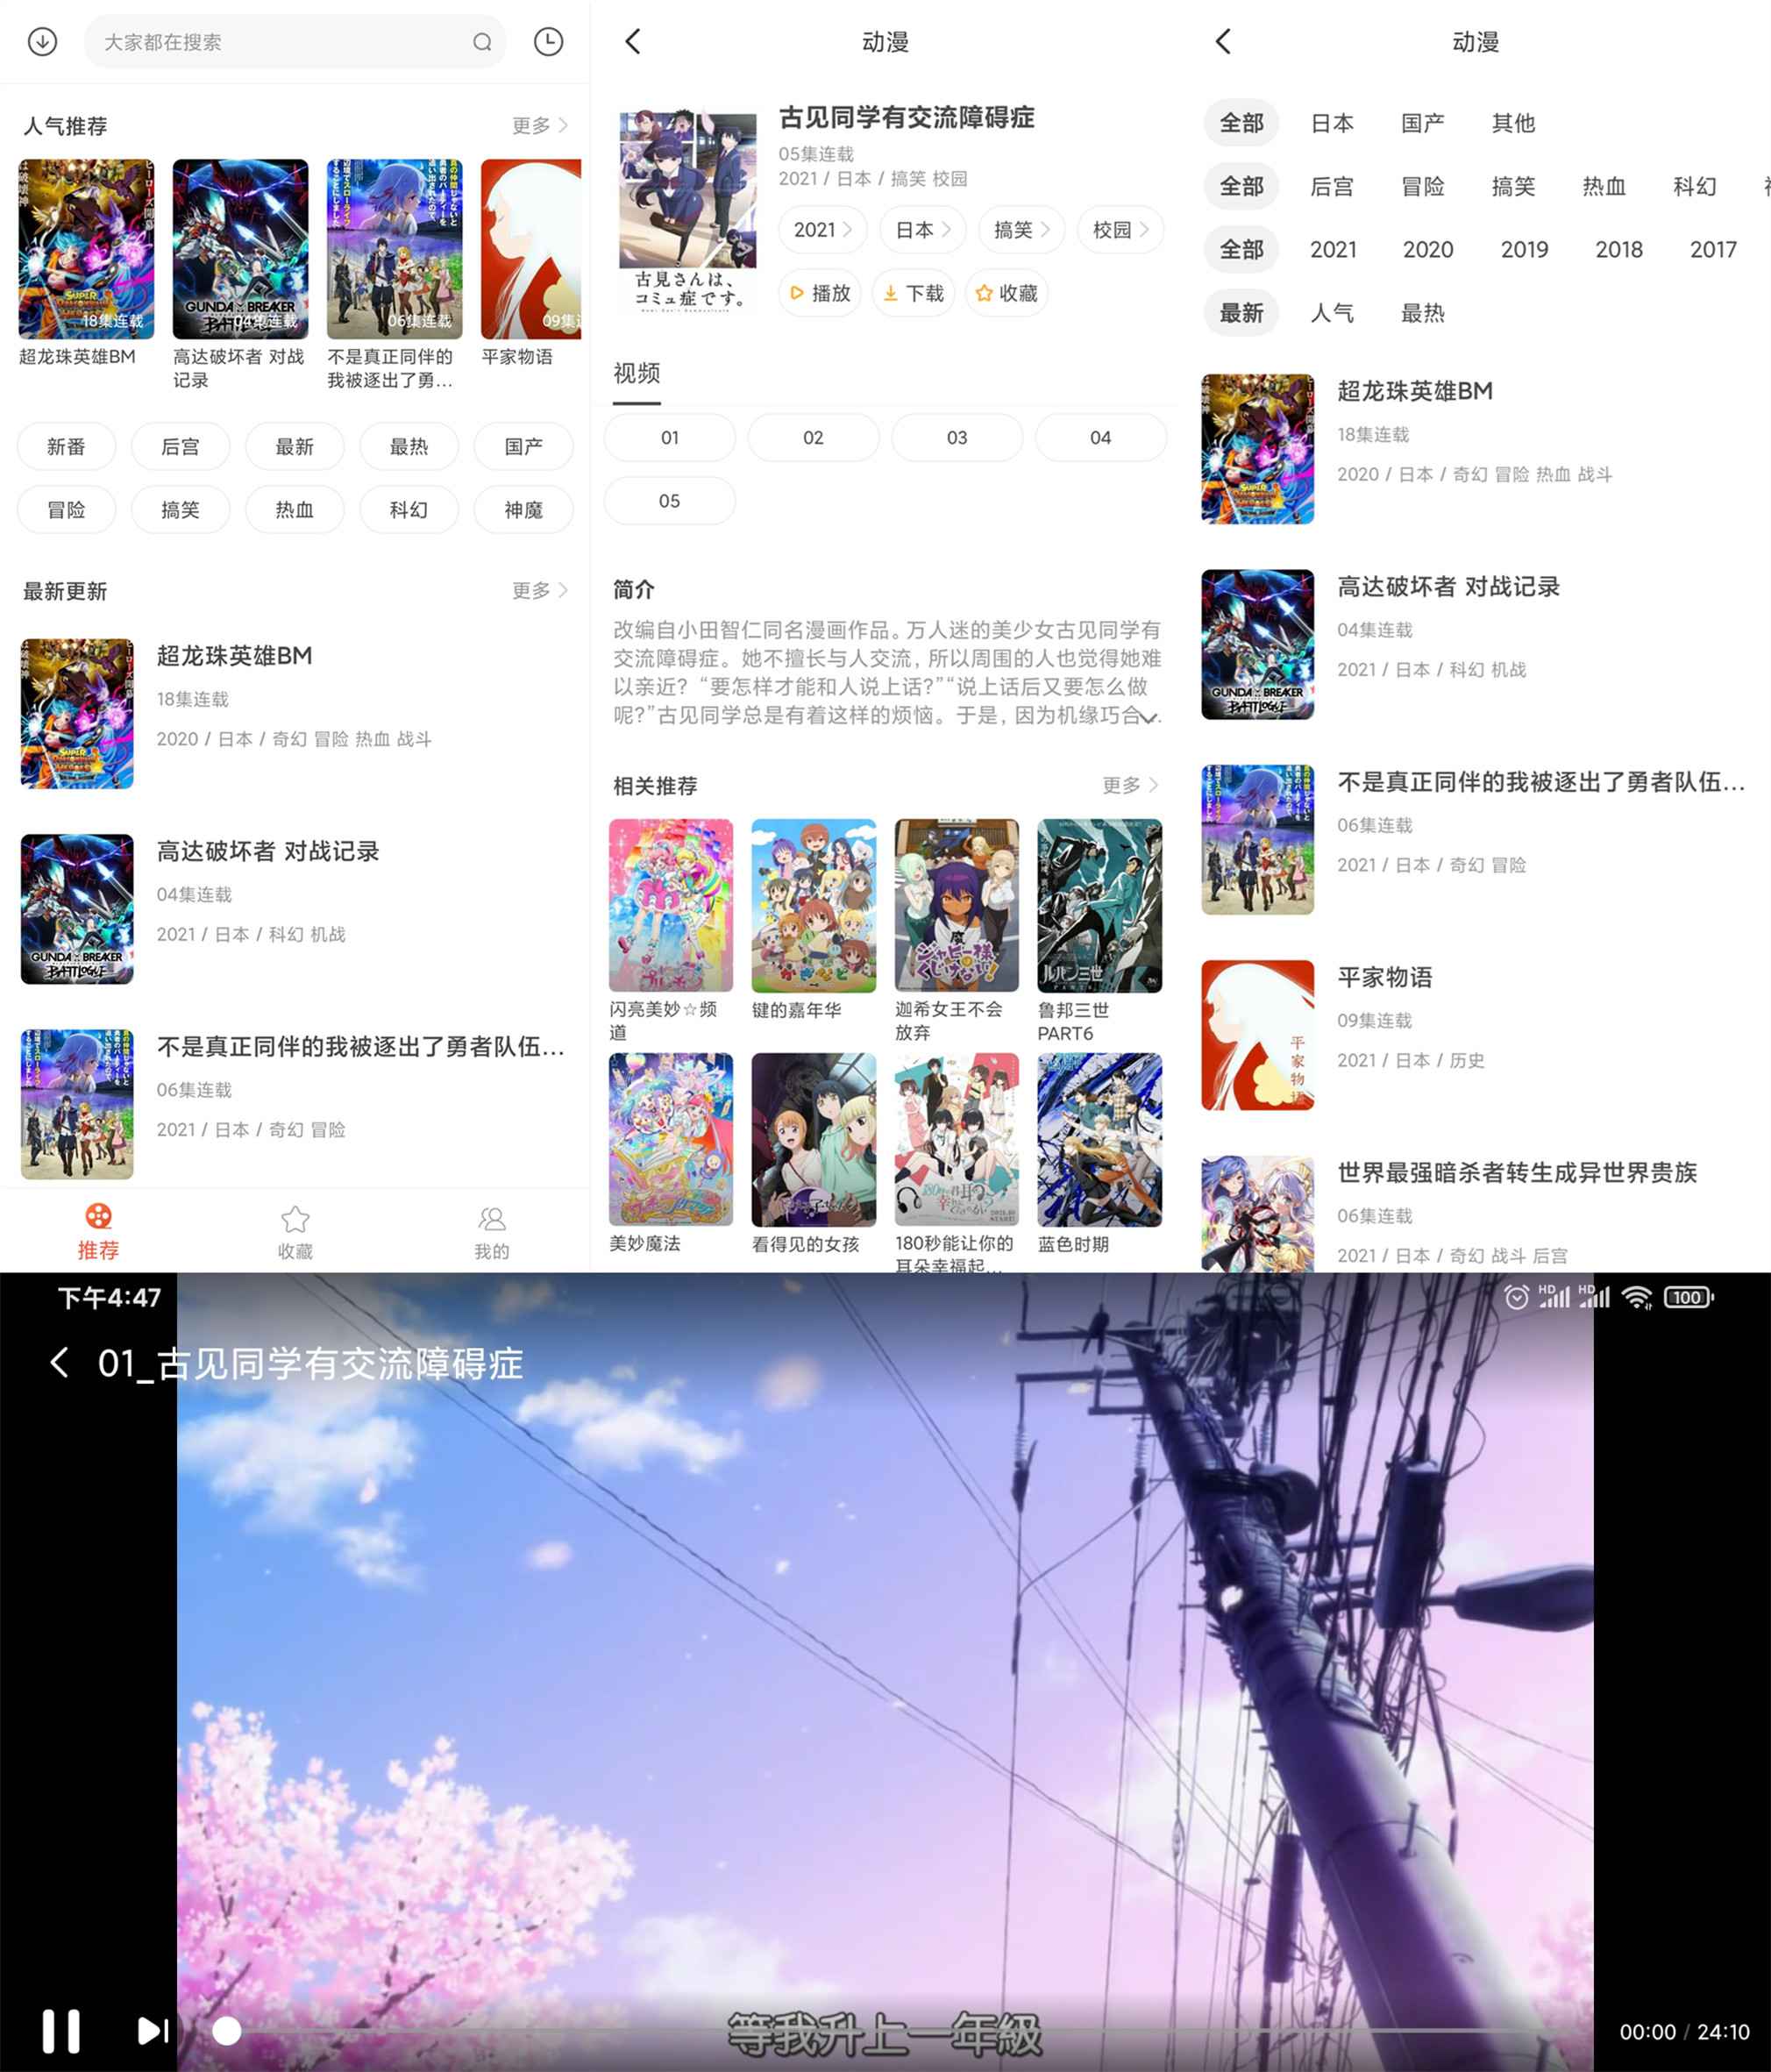 大家都在搜索
人气推荐
更多
18集连载
04集连载
06集连载
超龙珠英雄BM
高达破坏者 对战
记录
不是真正同伴的
我被逐出了勇...
平家物语
新番
后宫
最新
最热
国产
冒险
搞笑
热血
科幻
神魔
最新更新
更多
超龙珠英雄BM
18集连载
2020 / 日本 / 奇幻 冒险 热血 战斗
高达破坏者 对战记录
04集连载
2021 / 日本 / 科幻 机战
不是真正同伴的我被逐出了勇者队伍...
06集连载
2021 / 日本 / 奇幻 冒险
推荐
收藏
我的
动漫
古見さんは、
コミュ症です。
古见同学有交流障碍症
05集连载
2021 / 日本 / 搞笑 校园
2021
日本
搞笑
校园
播放
下载
收藏
视频
01
02
03
04
05
简介
改编自小田智仁同名漫画作品。万人迷的美少女古见同学有
交流障碍症。她不擅长与人交流，所以周围的人也觉得她难
以亲近？“要怎样才能和人说上话？”“说上话后又要怎么做
呢？”古见同学总是有着这样的烦恼。于是，因为机缘巧合
相关推荐
更多
闪亮美妙☆频
道
键的嘉年华
迦希女王不会
放弃
鲁邦三世
PART6
美妙魔法
看得见的女孩
180秒能让你的
耳朵幸福起...
蓝色时期
动漫
全部 日本 国产 其他
全部 后宫 冒险 搞笑 热血 科幻
全部 2021 2020 2019 2018 2017
最新 人气 最热
超龙珠英雄BM
18集连载
2020 / 日本 / 奇幻 冒险 热血 战斗
高达破坏者 对战记录
04集连载
2021 / 日本 / 科幻 机战
不是真正同伴的我被逐出了勇者队伍...
06集连载
2021 / 日本 / 奇幻 冒险
平家物语
09集连载
2021 / 日本 / 历史
世界最强暗杀者转生成异世界贵族
06集连载
2021 / 日本 / 奇幻 战斗 后宫
下午4:47
HD HD 100
01_古见同学有交流障碍症
等我升上一年級
00:00 / 24:10